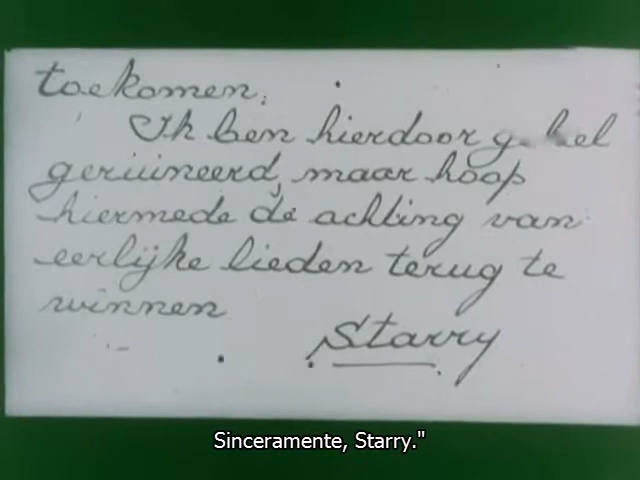 toekomen.
Ik ben hierdoor geheel
geruïneerd, maar hoop
hiermede de achting van
eerlijke lieden terug te
winnen
Starry
Sinceramente, Starry."